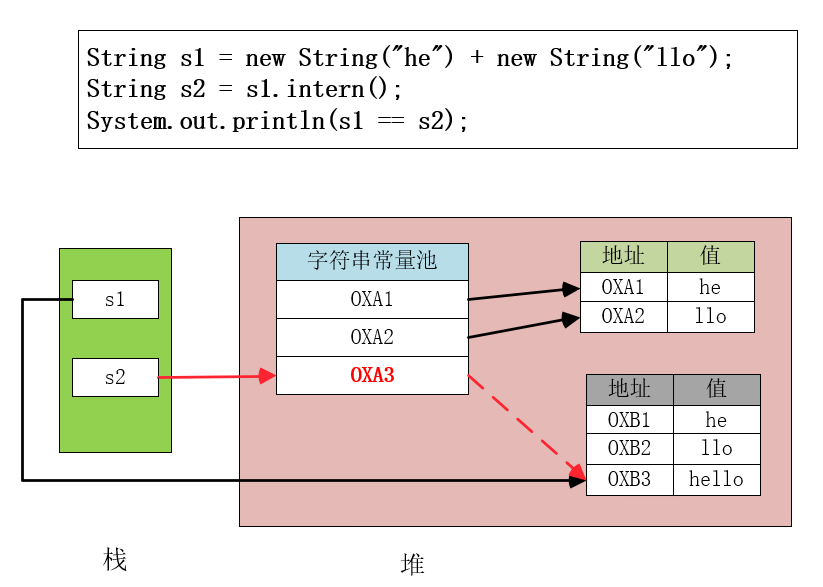 String s1 = new String("he") + new String("llo");
String s2 = s1.intern();
System.out.println(s1 == s2);
字符串常量池
OXA1
OXA2
OXA3
s1
s2
地址 值
OXA1 he
OXA2 llo
地址 值
OXB1 he
OXB2 llo
OXB3 hello
栈
堆